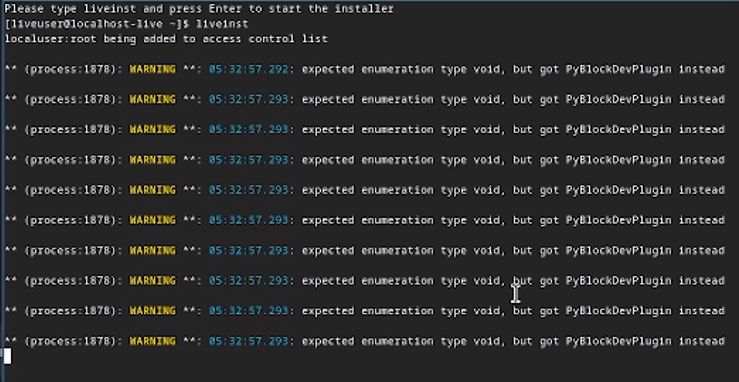 Please type liveinst and press Enter to start the installer
[liveuser@localhost-live ~]$ liveinst
localuser:root being added to access control list
** (process:1878): WARNING **: 05:32:57.292: expected enumeration type void, but got PyBlockDevPlugin instead
** (process:1878): WARNING **: 05:32:57.293: expected enumeration type void, but got PyBlockDevPlugin instead
** (process:1878): WARNING **: 05:32:57.293: expected enumeration type void, but got PyBlockDevPlugin instead
** (process:1878): WARNING **: 05:32:57.293: expected enumeration type void, but got PyBlockDevPlugin instead
** (process:1878): WARNING **: 05:32:57.293: expected enumeration type void, but got PyBlockDevPlugin instead
** (process:1878): WARNING **: 05:32:57.293: expected enumeration type void, but got PyBlockDevPlugin instead
** (process:1878): WARNING **: 05:32:57.293: expected enumeration type void, but got PyBlockDevPlugin instead
** (process:1878): WARNING **: 05:32:57.293: expected enumeration type void, but got PyBlockDevPlugin instead
** (process:1878): WARNING **: 05:32:57.293: expected enumeration type void, but got PyBlockDevPlugin instead
** (process:1878): WARNING **: 05:32:57.293: expected enumeration type void, but got PyBlockDevPlugin instead